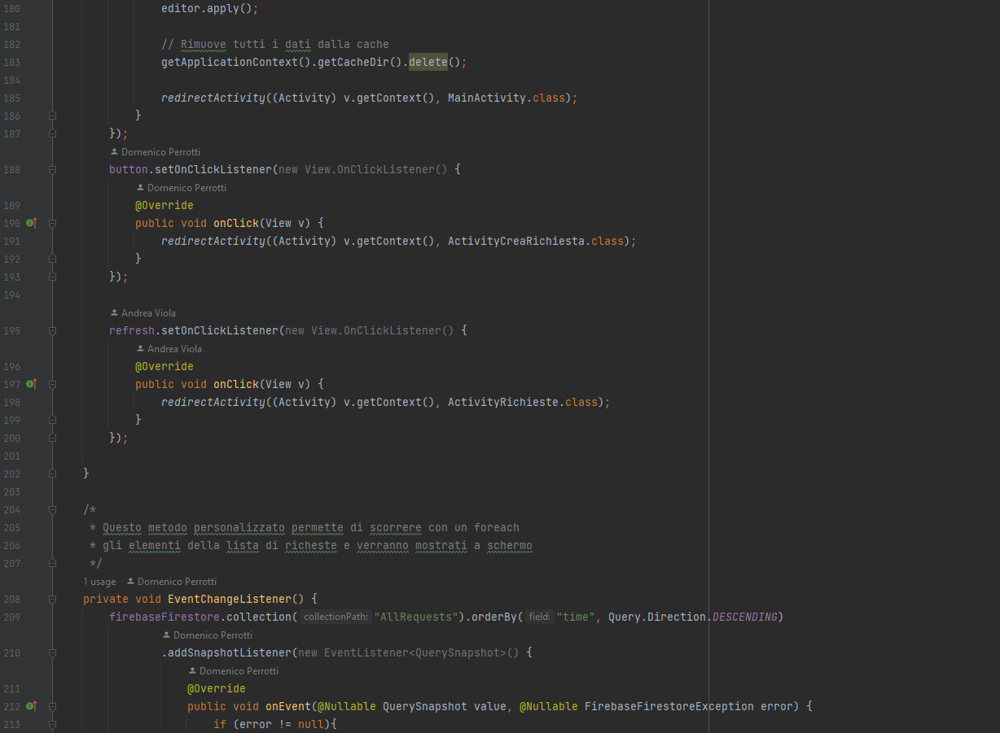 180 editor.apply();
181
182 // Rimuove tutti i dati dalla cache
183 getApplicationContext().getCacheDir().delete();
184
185 redirectActivity((Activity) v.getContext(), MainActivity.class);
186 }
187 });
Domenico Perrotti
188 button.setOnClickListener(new View.OnClickListener() {
Domenico Perrotti
189 @Override
190 public void onClick(View v) {
191 redirectActivity((Activity) v.getContext(), ActivityCreaRichiesta.class);
192 }
193 });
194
Andrea Viola
195 refresh.setOnClickListener(new View.OnClickListener() {
Andrea Viola
196 @Override
197 public void onClick(View v) {
198 redirectActivity((Activity) v.getContext(), ActivityRichieste.class);
199 }
200 });
201
202 }
203
204 /*
205 * Questo metodo personalizzato permette di scorrere con un foreach
206 * gli elementi della lista di richeste e verranno mostrati a schermo
207 */
1 usage Domenico Perrotti
208 private void EventChangeListener() {
209 firebaseFirestore.collection( collectionPath: "AllRequests").orderBy( field: "time", Query.Direction.DESCENDING)
Domenico Perrotti
210 .addSnapshotListener(new EventListener<QuerySnapshot>() {
Domenico Perrotti
211 @Override
212 public void onEvent(@Nullable QuerySnapshot value, @Nullable FirebaseFirestoreException error) {
213 if (error != null){